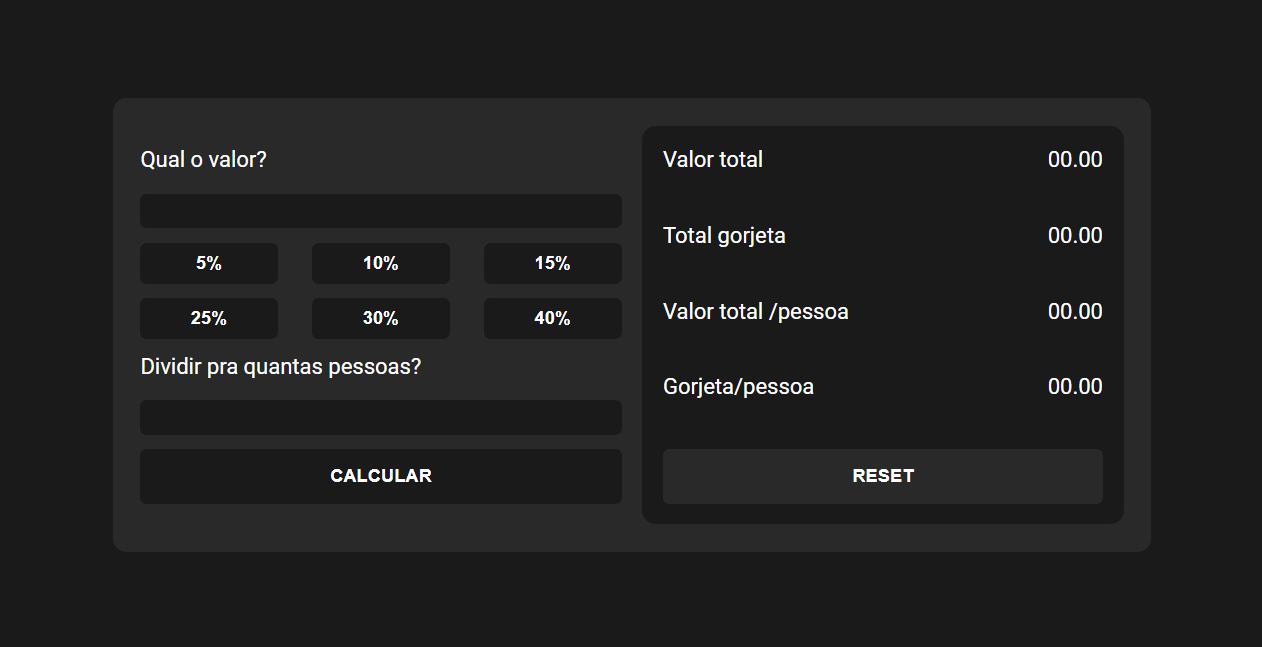 Qual o valor?
5%
10%
15%
25%
30%
40%
Dividir pra quantas pessoas?
CALCULAR
Valor total 00.00
Total gorjeta 00.00
Valor total /pessoa 00.00
Gorjeta/pessoa 00.00
RESET